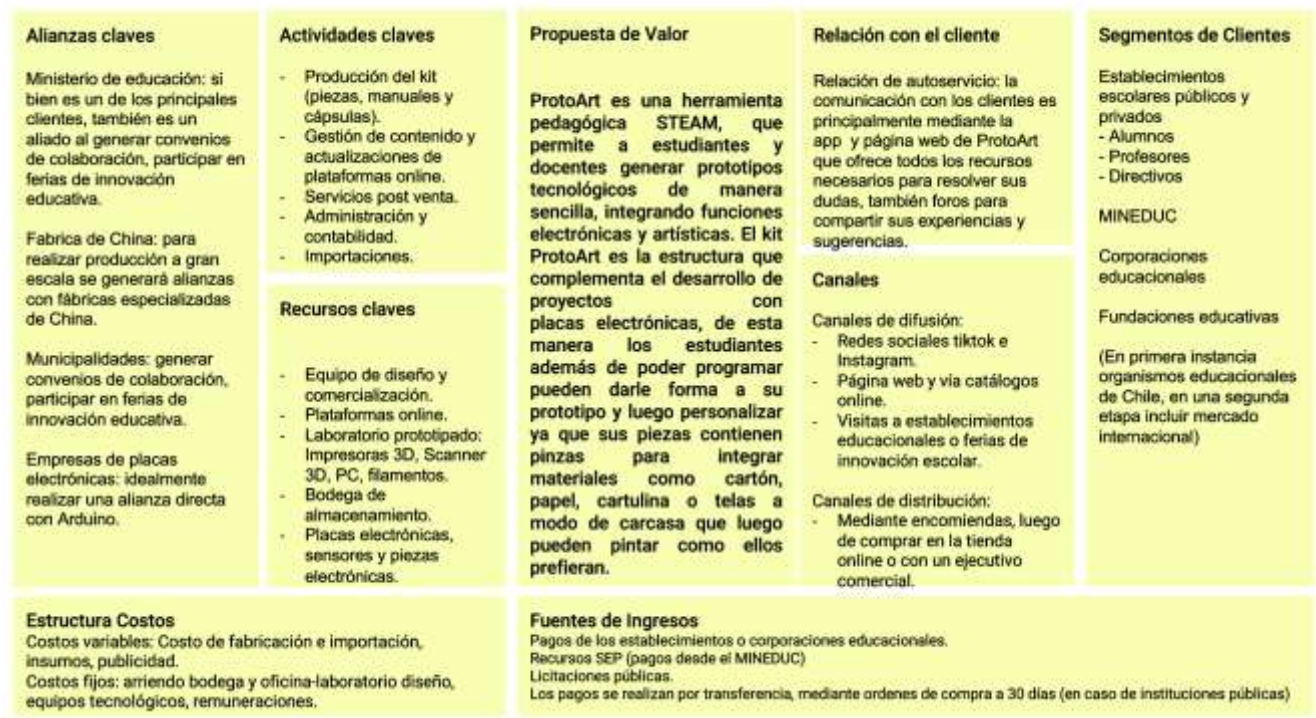 Alianzas claves
Ministerio de educación: si
bien es un de los principales
clientes, también es un
aliado al generar convenios
de colaboración, participar en
ferias de innovación
educativa.
Fabrica de China: para
realizar producción a gran
escala se generará alianzas
con fábricas especializadas
de China.
Municipalidades: generar
convenios de colaboración,
participar en ferias de
innovación educativa.
Empresas de placas
electrónicas: idealmente
realizar una alianza directa
con Arduino.
Actividades claves
- Producción del kit
(piezas, manuales y
cápsulas).
- Gestión de contenido y
actualizaciones de
plataformas online.
- Servicios post venta.
- Administración y
contabilidad.
- Importaciones.
Recursos claves
- Equipo de diseño y
comercialización.
- Plataformas online.
- Laboratorio prototipado:
Impresoras 3D, Scanner
3D, PC, filamentos.
- Bodega de
almacenamiento.
- Placas electrónicas,
sensores y piezas
electrónicas.
Propuesta de Valor
ProtoArt es una herramienta
pedagógica STEAM, que
permite a estudiantes y
docentes generar prototipos
tecnológicos de manera
sencilla, integrando funciones
electrónicas y artísticas. El kit
ProtoArt es la estructura que
complementa el desarrollo de
proyectos con
placas electrónicas, de esta
manera los estudiantes
además de poder programar
pueden darle forma a su
prototipo y luego personalizar
ya que sus piezas contienen
pinzas para integrar
materiales como cartón,
papel, cartulina o telas a
modo de carcasa que luego
pueden pintar como ellos
prefieran.
Relación con el cliente
Relación de autoservicio: la
comunicación con los clientes es
principalmente mediante la
app y página web de ProtoArt
que ofrece todos los recursos
necesarios para resolver sus
dudas, también foros para
compartir sus experiencias y
sugerencias.
Canales
Canales de difusión:
- Redes sociales tiktok e
Instagram.
- Página web y vía catálogos
online.
- Visitas a establecimientos
educacionales o ferias de
innovación escolar.
Canales de distribución:
- Mediante encomiendas, luego
de comprar en la tienda
online o con un ejecutivo
comercial.
Segmentos de Clientes
Establecimientos
escolares públicos y
privados
- Alumnos
- Profesores
- Directivos
MINEDUC
Corporaciones
educacionales
Fundaciones educativas
(En primera instancia
organismos educacionales
de Chile, en una segunda
etapa incluir mercado
internacional)
Estructura Costos
Costos variables: Costo de fabricación e importación,
insumos, publicidad.
Costos fijos: arriendo bodega y oficina-laboratorio diseño,
equipos tecnológicos, remuneraciones.
Fuentes de Ingresos
Pagos de los establecimientos o corporaciones educacionales.
Recursos SEP (pagos desde el MINEDUC)
Licitaciones públicas.
Los pagos se realizan por transferencia, mediante ordenes de compra a 30 días (en caso de instituciones públicas)